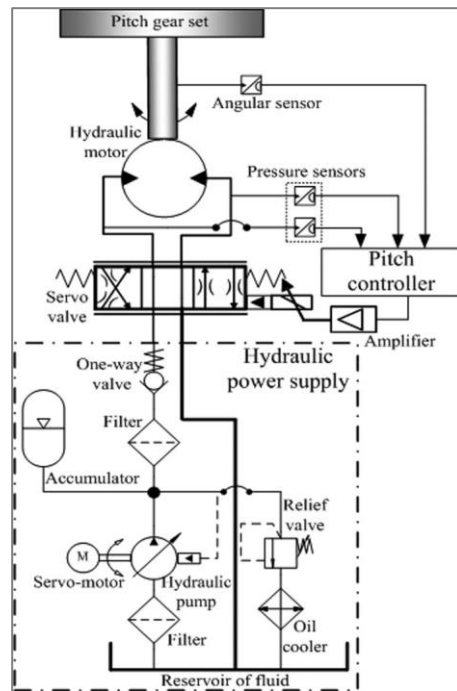 Pitch gear set
Angular sensor
Hydraulic
motor
Pressure sensors
Pitch
controller
Servo
valve
Amplifier
Hydraulic
power supply
One-way
valve
Filter
Accumulator
Relief
valve
M
Servo-motor
Hydraulic
pump
Oil
cooler
Filter
Reservoir of fluid